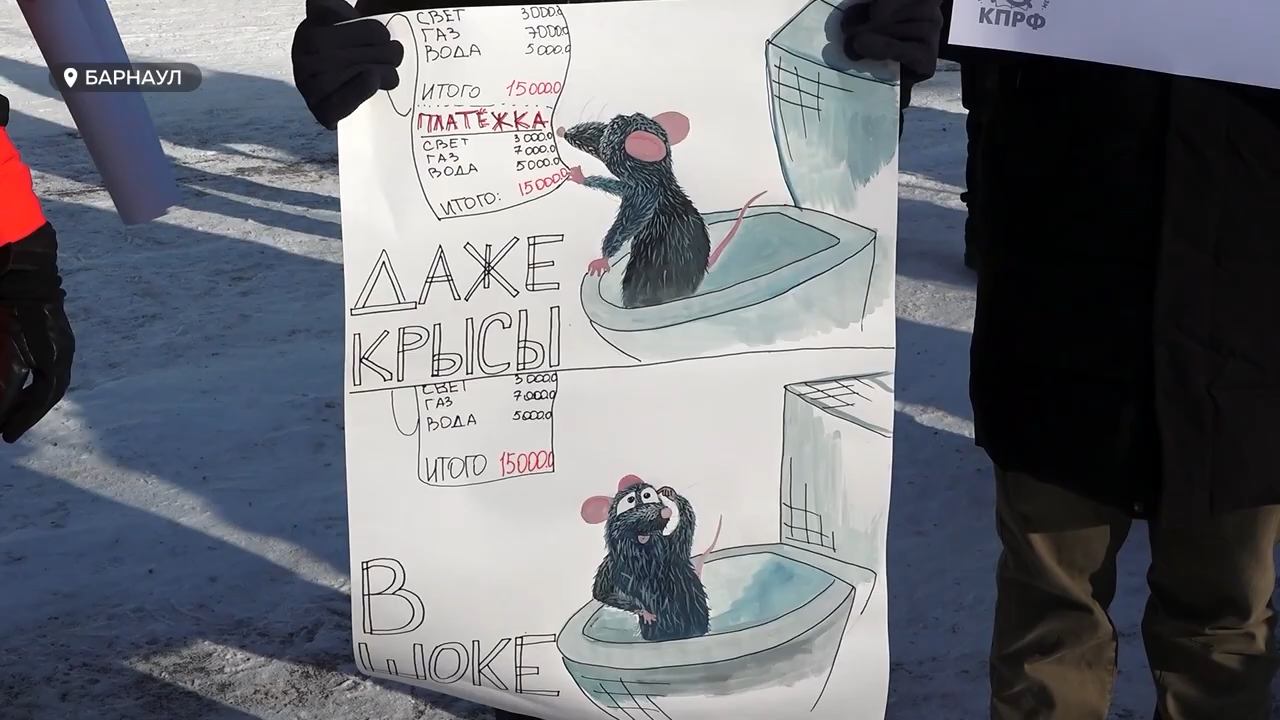 БАРНАУЛ
КПРФ
СВЕТ 3000.0
ГАЗ 7000.0
ВОДА 5000.0
ИТОГО 15000.0
ПЛАТЁЖКА
СВЕТ 3000.0
ГАЗ 7000.0
ВОДА 5000.0
ИТОГО: 15000.0
ДАЖЕ
КРЫСЫ
СВЕТ 3000.0
ГАЗ 7000.0
ВОДА 5000.0
ИТОГО 15000.0
В
ШОКЕ